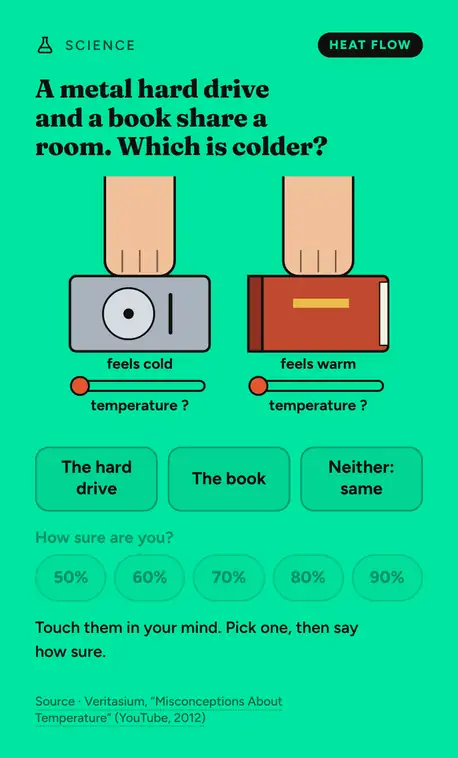 SCIENCE
HEAT FLOW
A metal hard drive
and a book share a
room. Which is colder?
feels cold
feels warm
temperature ?
temperature ?
The hard
drive
The book
Neither:
same
How sure are you?
50%
60%
70%
80%
90%
Touch them in your mind. Pick one, then say
how sure.
Source · Veritasium, “Misconceptions About
Temperature” (YouTube, 2012)